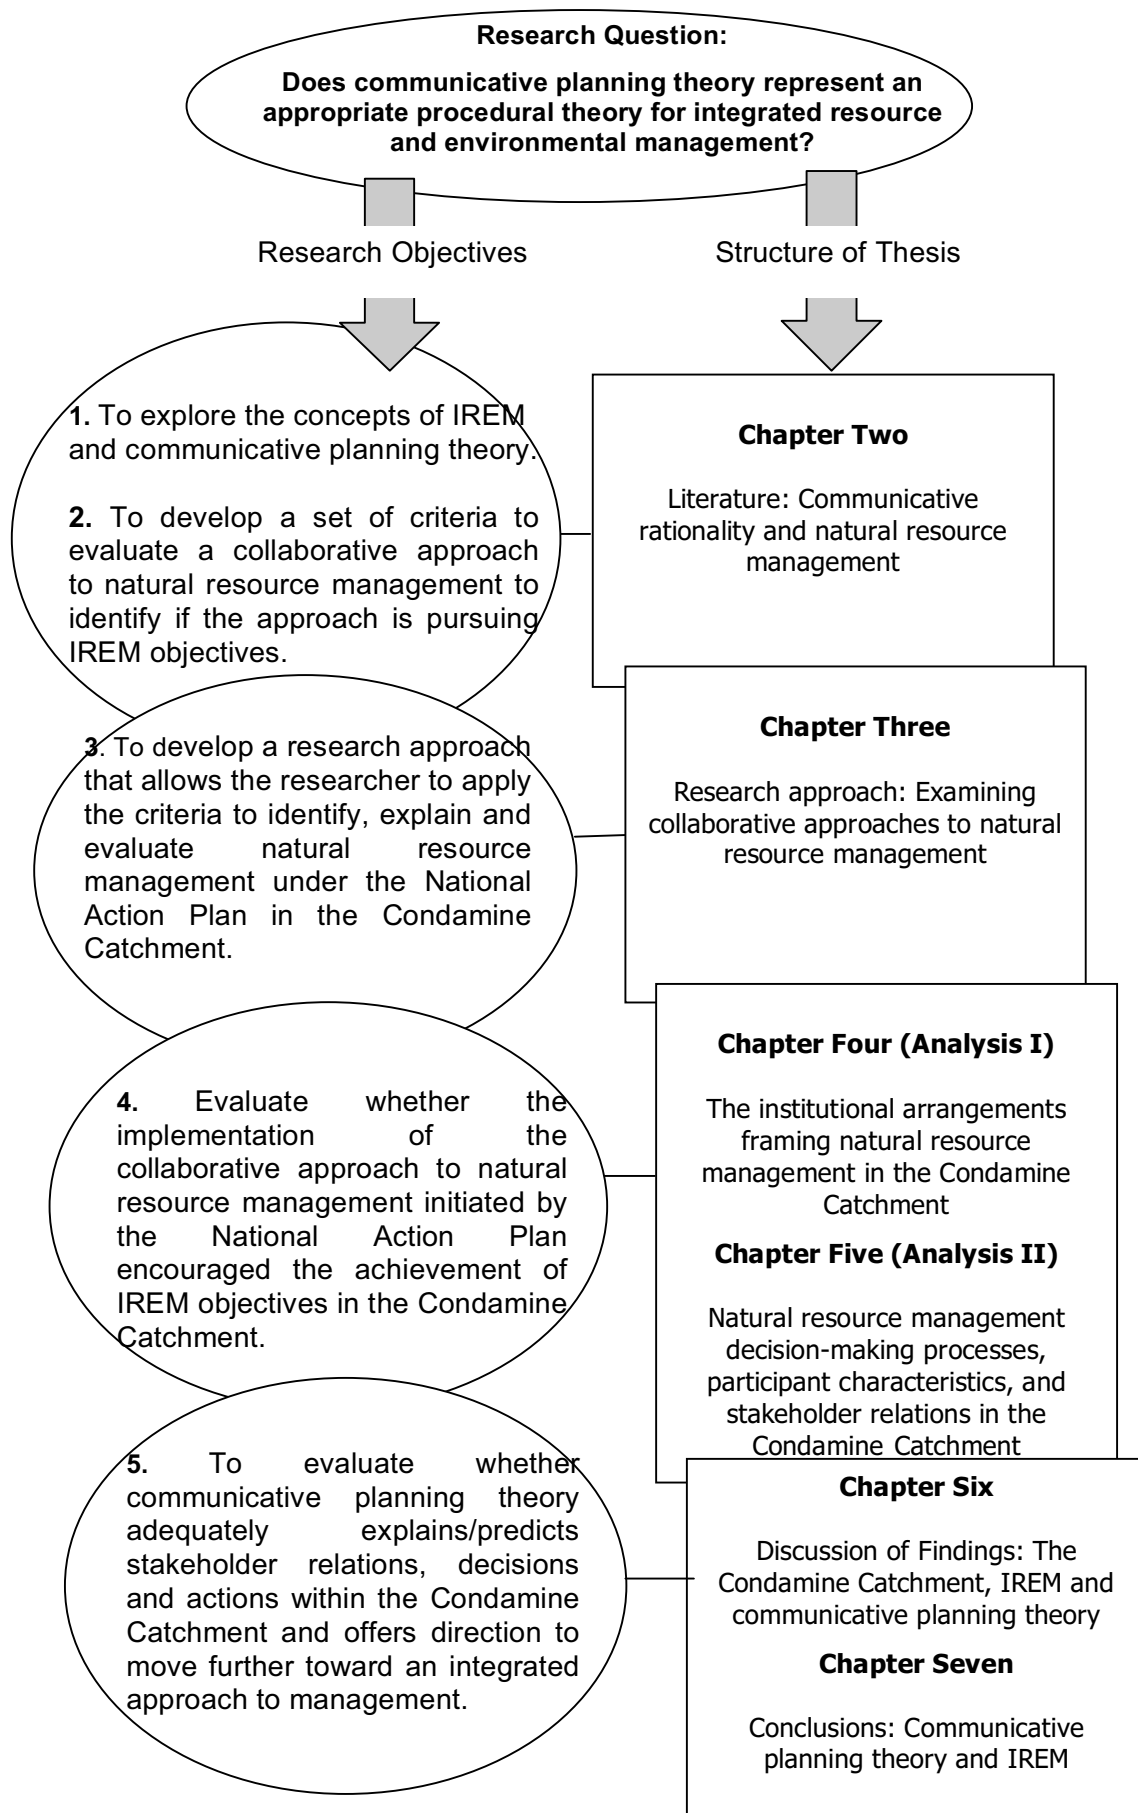 Research Question:
Does communicative planning theory represent an
appropriate procedural theory for integrated resource
and environmental management?
Research Objectives
Structure of Thesis
1. To explore the concepts of IREM
and communicative planning theory.
2. To develop a set of criteria to
evaluate a collaborative approach
to natural resource management to
identify if the approach is pursuing
IREM objectives.
Chapter Two
Literature: Communicative
rationality and natural resource
management
3. To develop a research approach
that allows the researcher to apply
the criteria to identify, explain and
evaluate natural resource
management under the National
Action Plan in the Condamine
Catchment.
Chapter Three
Research approach: Examining
collaborative approaches to natural
resource management
4. Evaluate whether the
implementation of the
collaborative approach to natural
resource management initiated by
the National Action Plan
encouraged the achievement of
IREM objectives in the Condamine
Catchment.
Chapter Four (Analysis I)
The institutional arrangements
framing natural resource
management in the Condamine
Catchment
Chapter Five (Analysis II)
Natural resource management
decision-making processes,
participant characteristics, and
stakeholder relations in the
Condamine Catchment
5. To evaluate whether
communicative planning theory
adequately explains/predicts
stakeholder relations, decisions
and actions within the Condamine
Catchment and offers direction to
move further toward an integrated
approach to management.
Chapter Six
Discussion of Findings: The
Condamine Catchment, IREM and
communicative planning theory
Chapter Seven
Conclusions: Communicative
planning theory and IREM